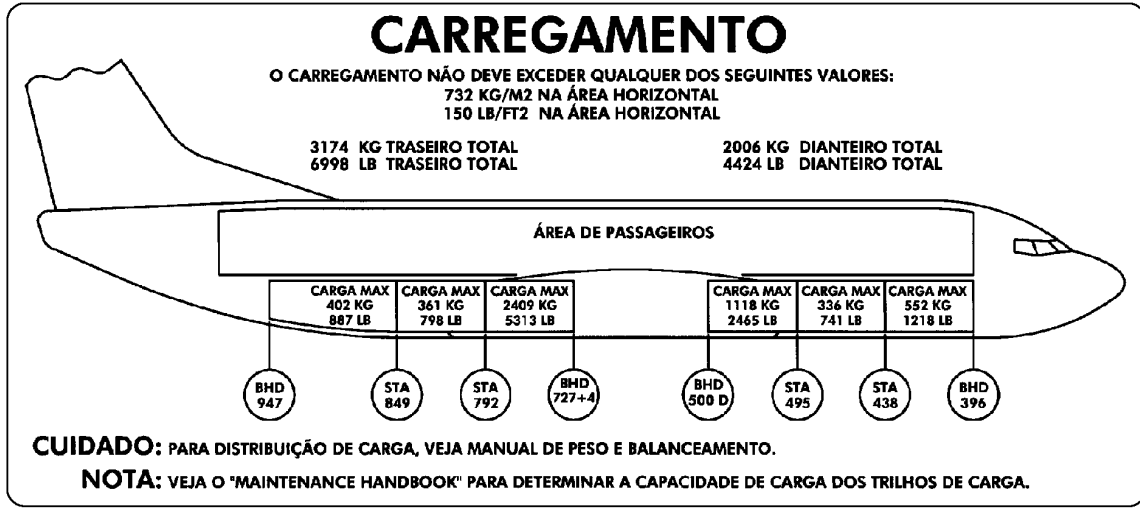 CARREGAMENTO
O CARREGAMENTO NÃO DEVE EXCEDER QUALQUER DOS SEGUINTES VALORES:
732 KG/M2 NA ÁREA HORIZONTAL
150 LB/FT2 NA ÁREA HORIZONTAL
3174 KG TRASEIRO TOTAL
6998 LB TRASEIRO TOTAL
2006 KG DIANTEIRO TOTAL
4424 LB DIANTEIRO TOTAL
ÁREA DE PASSAGEIROS
CARGA MAX
402 KG
887 LB
CARGA MAX
361 KG
798 LB
CARGA MAX
2409 KG
5313 LB
CARGA MAX
1118 KG
2465 LB
CARGA MAX
336 KG
741 LB
CARGA MAX
552 KG
1218 LB
BHD
947
STA
849
STA
792
BHD
727+4
BHD
500 D
STA
495
STA
438
BHD
396
CUIDADO: PARA DISTRIBUIÇÃO DE CARGA, VEJA MANUAL DE PESO E BALANCEAMENTO.
NOTA: VEJA O "MAINTENANCE HANDBOOK" PARA DETERMINAR A CAPACIDADE DE CARGA DOS TRILHOS DE CARGA.